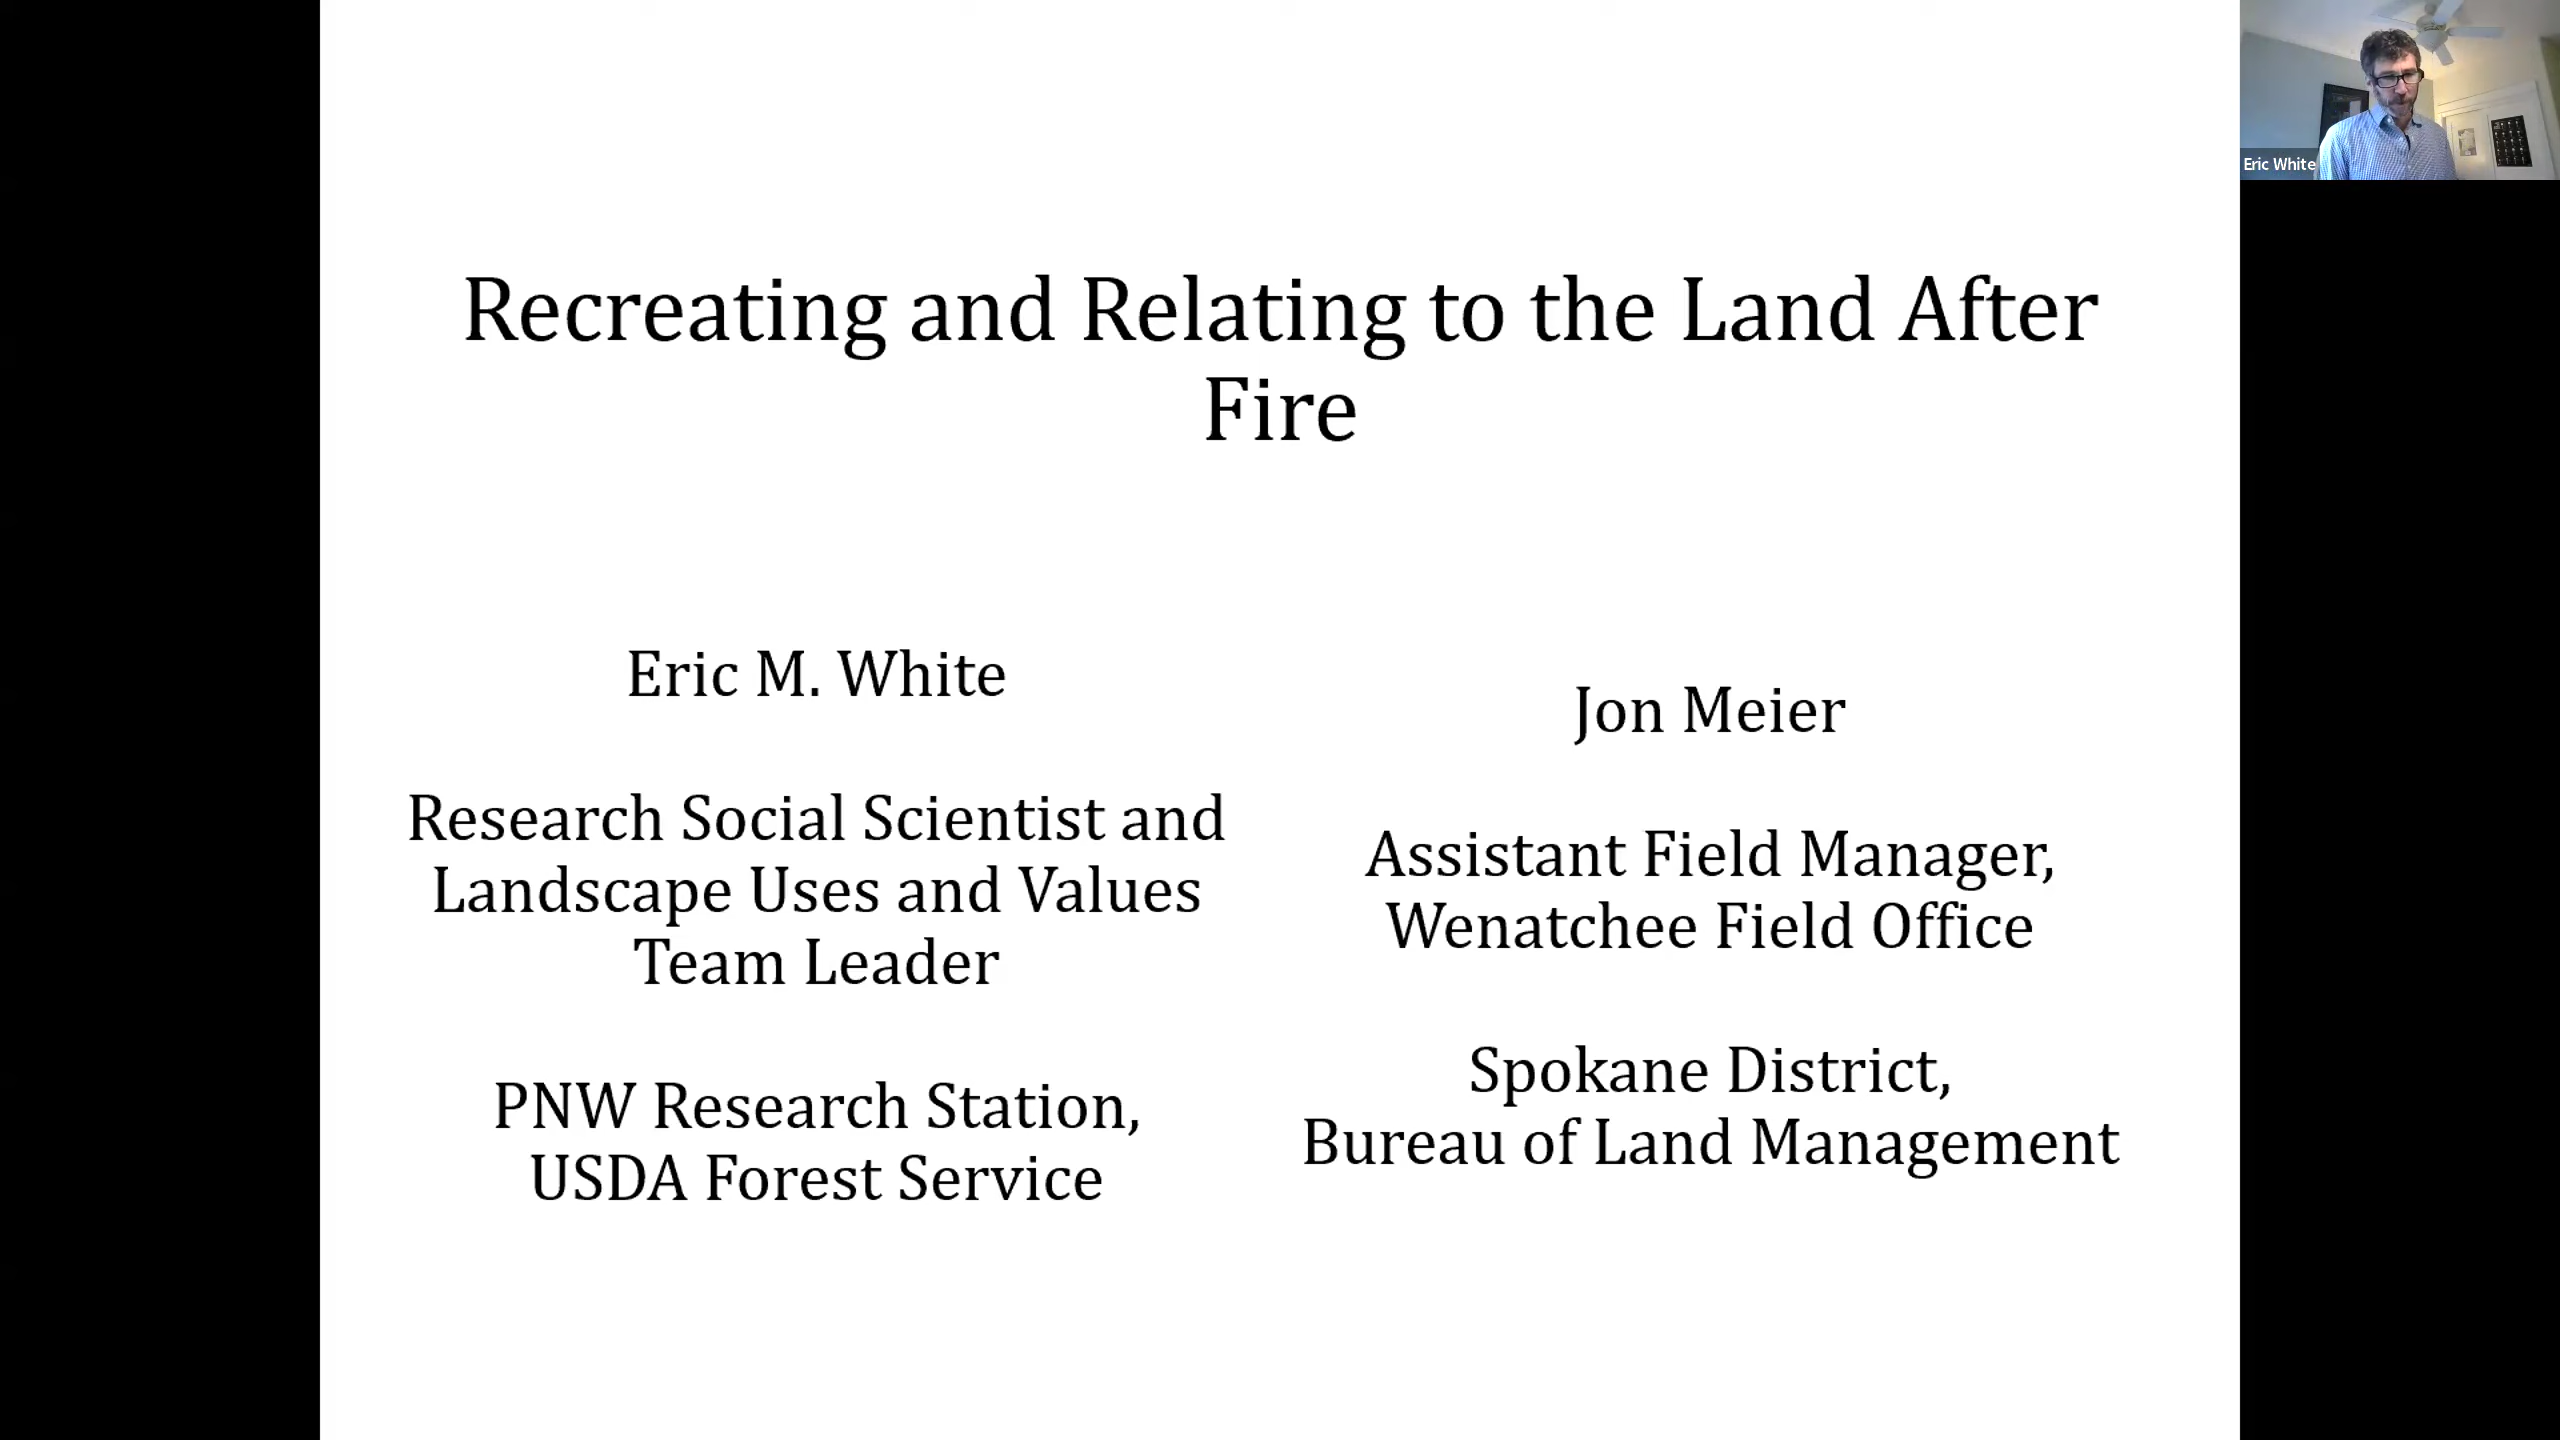 Recreating and Relating to the Land After
Fire
Eric M. White
Research Social Scientist and
Landscape Uses and Values
Team Leader
PNW Research Station,
USDA Forest Service
Jon Meier
Assistant Field Manager,
Wenatchee Field Office
Spokane District,
Bureau of Land Management
Eric White